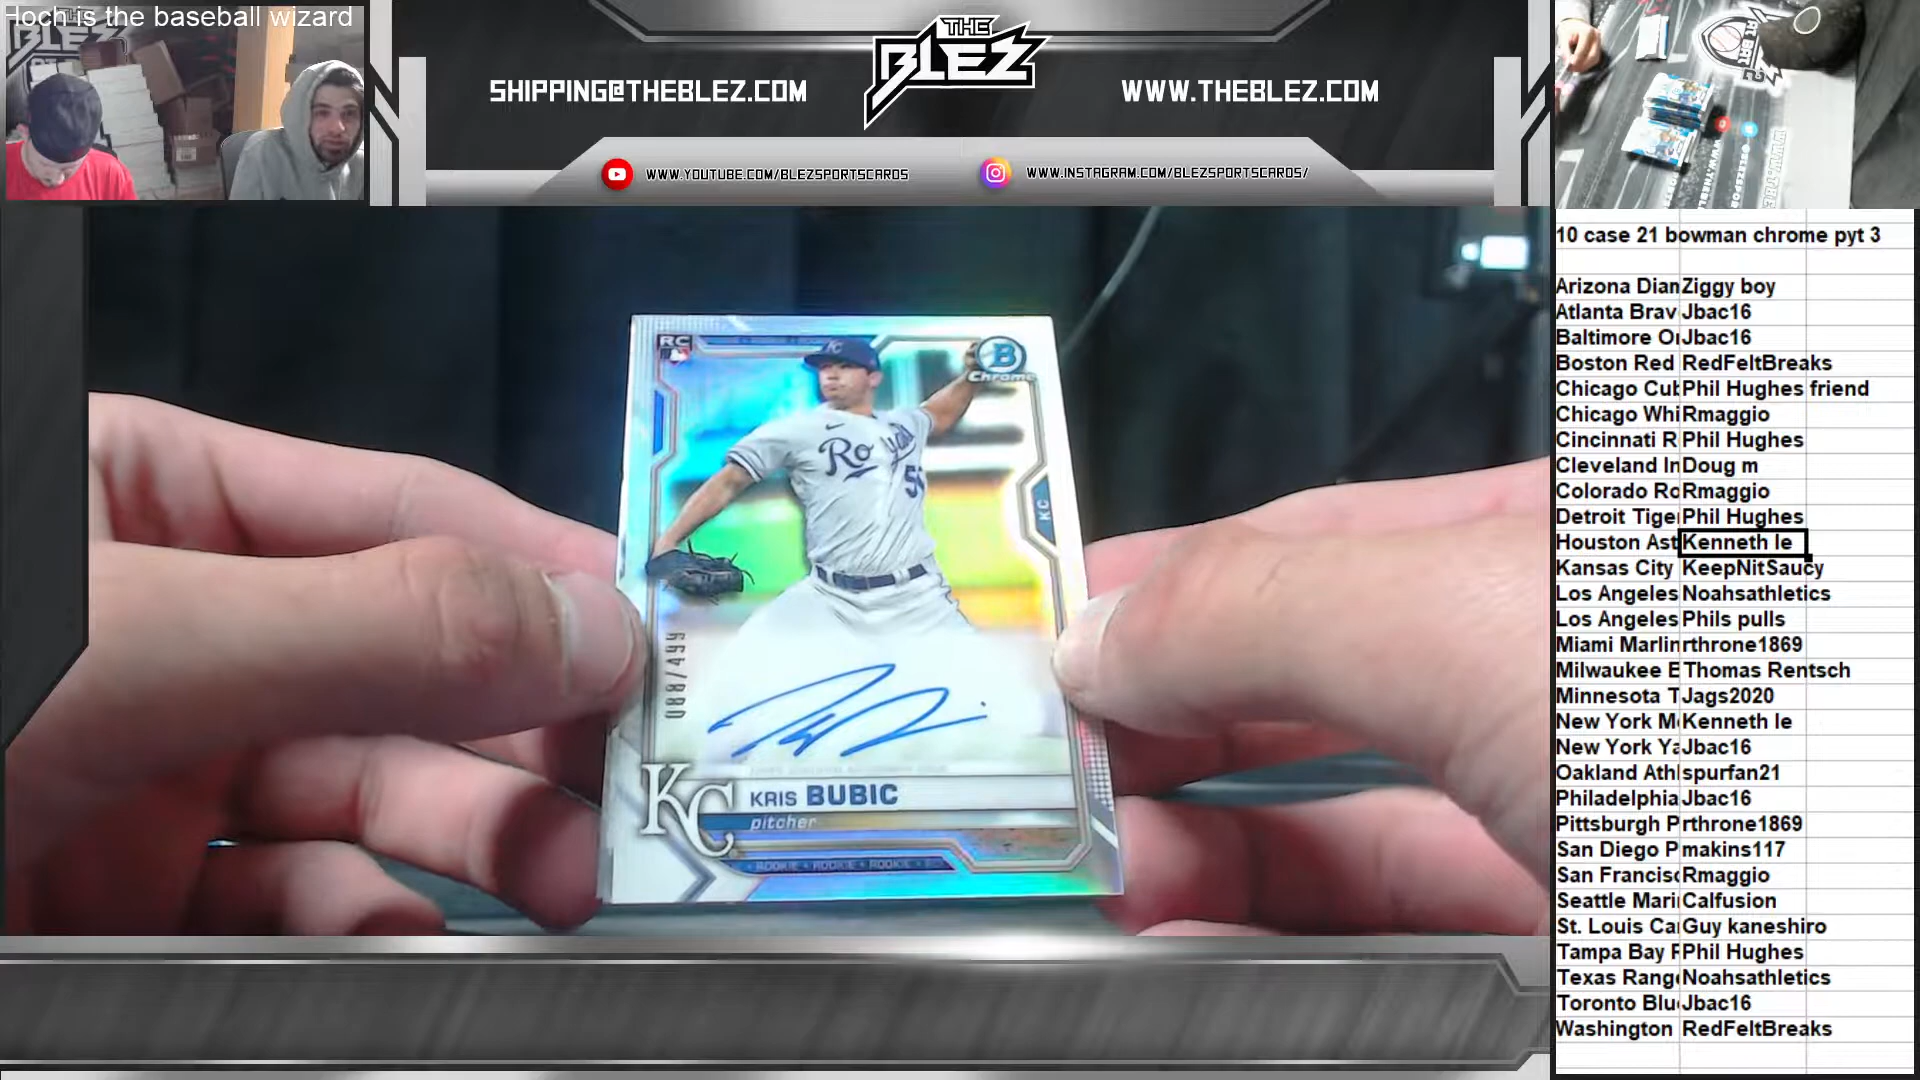 Hoch is the baseball wizard
THE
BLEZ
SHIPPING@THEBLEZ.COM
WWW.THEBLEZ.COM
WWW.YOUTUBE.COM/BLEZSPORTSCARDS
WWW.INSTAGRAM.COM/BLEZSPORTSCARDS/
RC
B
Chrome
KC
Royals
KC
088/499
KC
KRIS BUBIC
pitcher
ROOKIE • ROOKIE • ROOKIE
10 case 21 bowman chrome pyt 3
Arizona Diam Ziggy boy
Atlanta Brav Jbac16
Baltimore Or Jbac16
Boston Red RedFeltBreaks
Chicago Cub Phil Hughes friend
Chicago Whi Rmaggio
Cincinnati R Phil Hughes
Cleveland In Doug m
Colorado Ro Rmaggio
Detroit Tige Phil Hughes
Houston Ast Kenneth le
Kansas City KeepNitSaucy
Los Angeles Noahsathletics
Los Angeles Phils pulls
Miami Marlin rthrone1869
Milwaukee B Thomas Rentsch
Minnesota T Jags2020
New York Me Kenneth le
New York Ya Jbac16
Oakland Athl spurfan21
Philadelphia Jbac16
Pittsburgh P rthrone1869
San Diego P makins117
San Francisc Rmaggio
Seattle Mari Calfusion
St. Louis Car Guy kaneshiro
Tampa Bay R Phil Hughes
Texas Range Noahsathletics
Toronto Blu Jbac16
Washington RedFeltBreaks